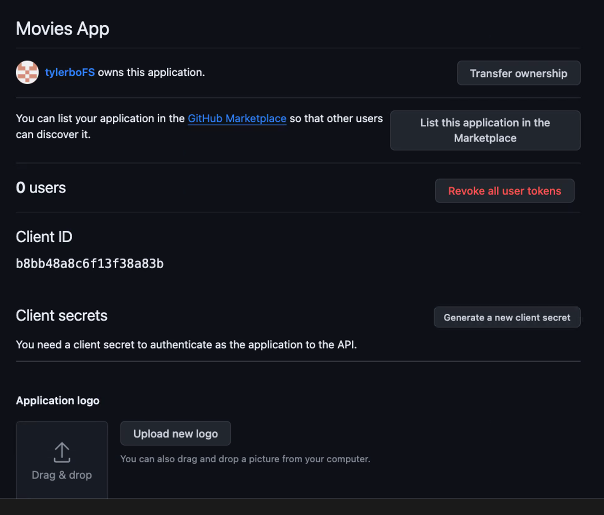 Movies App
tylerboFS owns this application.
Transfer ownership
You can list your application in the GitHub Marketplace so that other users
can discover it.
List this application in the
Marketplace
0 users
Revoke all user tokens
Client ID
b8bb48a8c6f13f38a83b
Client secrets
Generate a new client secret
You need a client secret to authenticate as the application to the API.
Application logo
Drag & drop
Upload new logo
You can also drag and drop a picture from your computer.